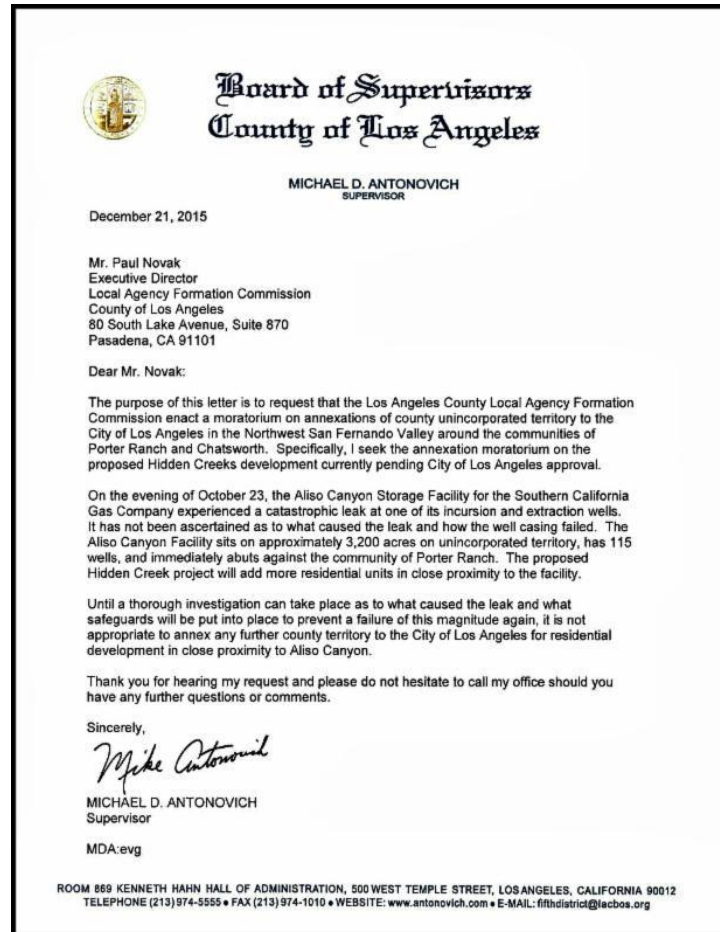 Board of Supervisors
County of Los Angeles
MICHAEL D. ANTONOVICH
SUPERVISOR
December 21, 2015
Mr. Paul Novak
Executive Director
Local Agency Formation Commission
County of Los Angeles
80 South Lake Avenue, Suite 870
Pasadena, CA 91101
Dear Mr. Novak:
The purpose of this letter is to request that the Los Angeles County Local Agency Formation
Commission enact a moratorium on annexations of county unincorporated territory to the
City of Los Angeles in the Northwest San Fernando Valley around the communities of
Porter Ranch and Chatsworth. Specifically, I seek the annexation moratorium on the
proposed Hidden Creeks development currently pending City of Los Angeles approval.
On the evening of October 23, the Aliso Canyon Storage Facility for the Southern California
Gas Company experienced a catastrophic leak at one of its incursion and extraction wells.
It has not been ascertained as to what caused the leak and how the well casing failed. The
Aliso Canyon Facility sits on approximately 3,200 acres on unincorporated territory, has 115
wells, and immediately abuts against the community of Porter Ranch. The proposed
Hidden Creek project will add more residential units in close proximity to the facility.
Until a thorough investigation can take place as to what caused the leak and what
safeguards will be put into place to prevent a failure of this magnitude again, it is not
appropriate to annex any further county territory to the City of Los Angeles for residential
development in close proximity to Aliso Canyon.
Thank you for hearing my request and please do not hesitate to call my office should you
have any further questions or comments.
Sincerely,
Mike Antonovich
MICHAEL D. ANTONOVICH
Supervisor
MDA:evg
ROOM 869 KENNETH HAHN HALL OF ADMINISTRATION, 500 WEST TEMPLE STREET, LOS ANGELES, CALIFORNIA 90012
TELEPHONE (213) 974-5555 • FAX (213) 974-1010 • WEBSITE: www.antonovich.com • E-MAIL: fifthdistrict@lacbos.org